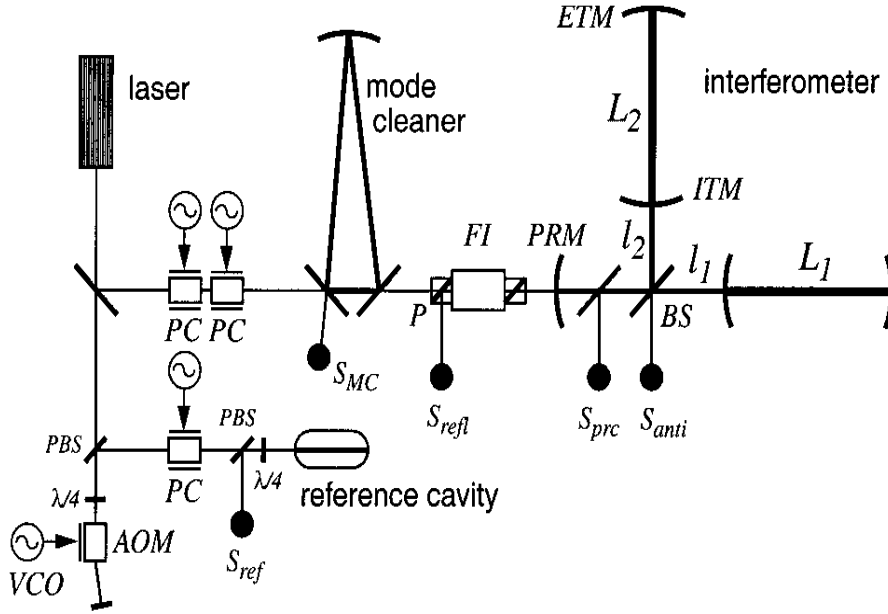 ETM
laser
mode
cleaner
interferometer
L2
ITM
FI
PRM
l2
l1
L1
P
BS
PC
PC
SMC
Srefl
Sprc
Santi
PBS
PBS
λ/4
PC
λ/4
reference cavity
AOM
Sref
VCO